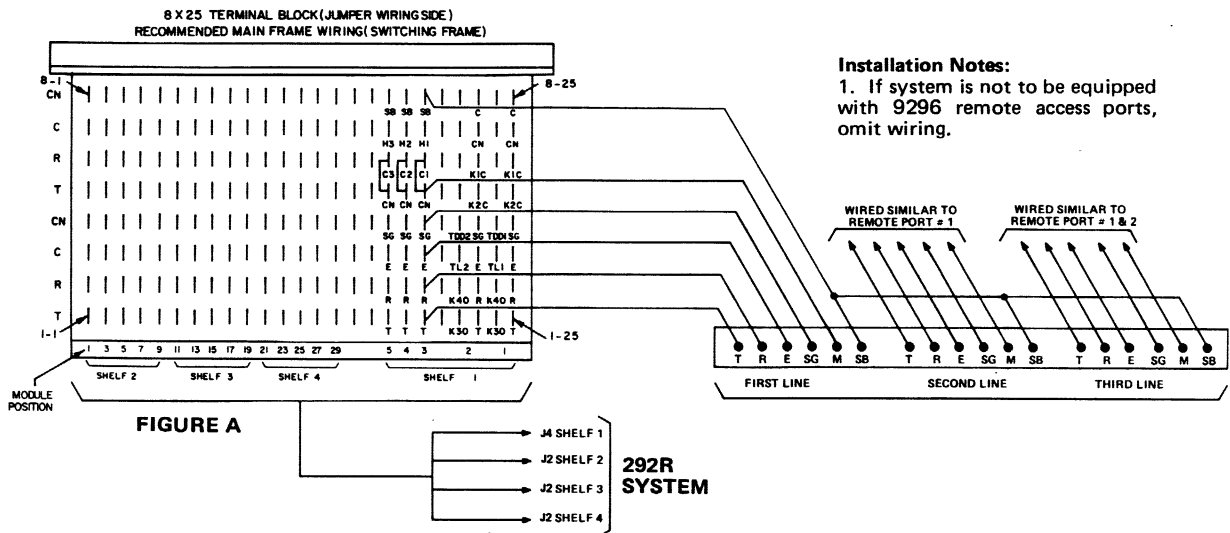 8 X 25 TERMINAL BLOCK (JUMPER WIRING SIDE)
RECOMMENDED MAIN FRAME WIRING (SWITCHING FRAME)
8-1
8-25
CN
C
R
T
CN
C
R
T
1-1
1-25
SB SB SB C C
H3 H2 H1 CN CN
C3 C2 C1 K1C K1C
CN CN CN K2C K2C
SG SG SG TDD2 SG TDD1 SG
E E E TL2 E TL1 E
R R R K40 R K40 R
T T T K30 T K30 T
1 3 5 7 9 11 13 15 17 19 21 23 25 27 29 5 4 3 2 1
SHELF 2 SHELF 3 SHELF 4 SHELF 1
MODULE
POSITION
FIGURE A
Installation Notes:
1. If system is not to be equipped
with 9296 remote access ports,
omit wiring.
WIRED SIMILAR TO
REMOTE PORT # 1
WIRED SIMILAR TO
REMOTE PORT # 1 & 2
T R E SG M SB T R E SG M SB T R E SG M SB
FIRST LINE SECOND LINE THIRD LINE
J4 SHELF 1
J2 SHELF 2
J2 SHELF 3
J2 SHELF 4
292R
SYSTEM